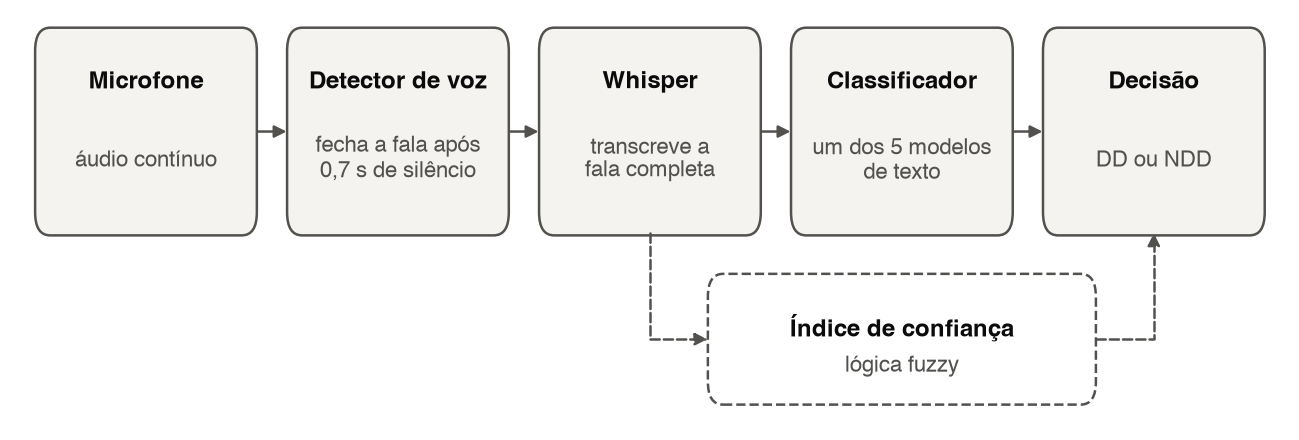 Microfone
áudio contínuo
Detector de voz
fecha a fala após
0,7 s de silêncio
Whisper
transcreve a
fala completa
Classificador
um dos 5 modelos
de texto
Decisão
DD ou NDD
Índice de confiança
lógica fuzzy